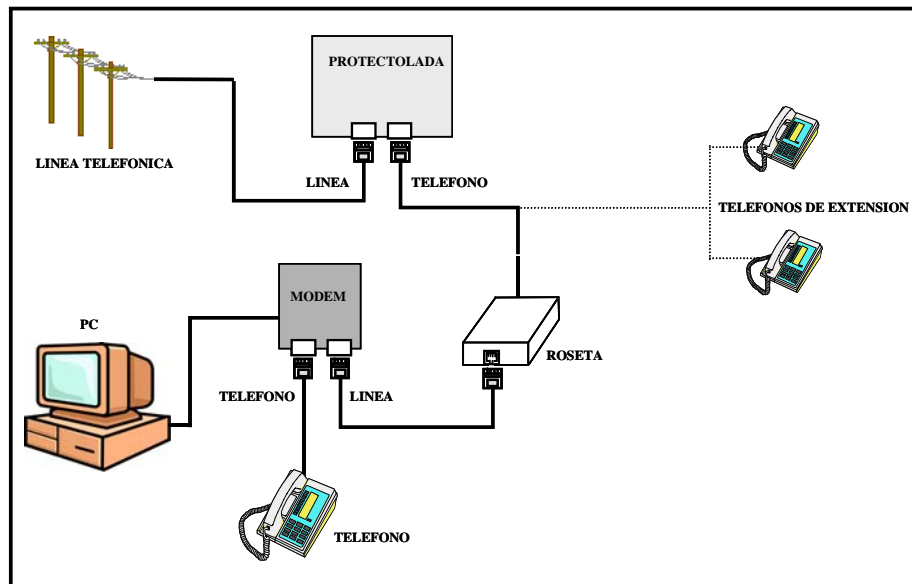 PROTECTOLADA
LINEA TELEFONICA
LINEA
TELEFONO
TELEFONOS DE EXTENSION
MODEM
PC
ROSETA
TELEFONO
LINEA
TELEFONO